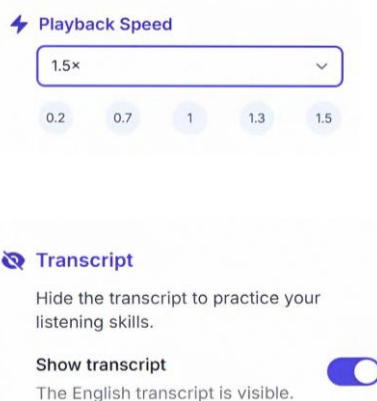 Playback Speed
1.5×
0.2 0.7 1 1.3 1.5
Transcript
Hide the transcript to practice your
listening skills.
Show transcript
The English transcript is visible.